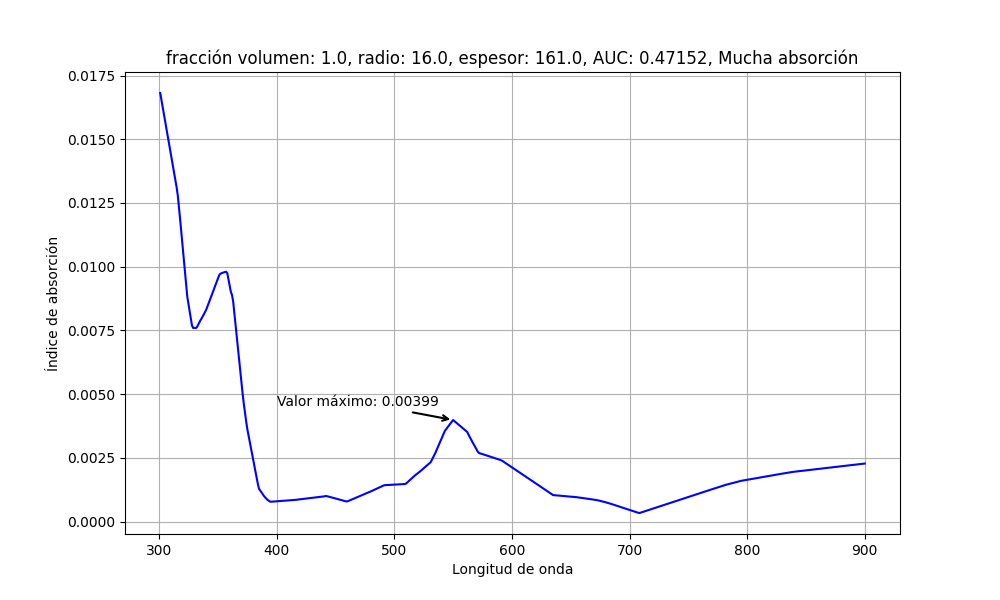 fracción volumen: 1.0, radio: 16.0, espesor: 161.0, AUC: 0.47152, Mucha absorción
0.0175
0.0150
0.0125
0.0100
0.0075
0.0050
0.0025
0.0000
Índice de absorción
Valor máximo: 0.00399
300 400 500 600 700 800 900
Longitud de onda